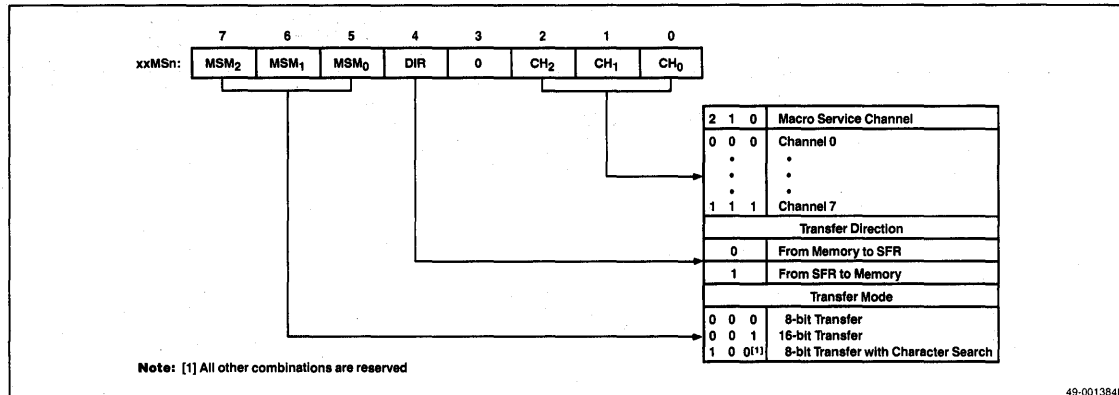 7 6 5 4 3 2 1 0
xxMSn: MSM2 MSM1 MSM0 DIR 0 CH2 CH1 CH0
2 1 0 Macro Service Channel
0 0 0 Channel 0
1 1 1 Channel 7
Transfer Direction
0 From Memory to SFR
1 From SFR to Memory
Transfer Mode
0 0 0 8-bit Transfer
0 0 1 16-bit Transfer
1 0 0[1] 8-bit Transfer with Character Search
Note: [1] All other combinations are reserved